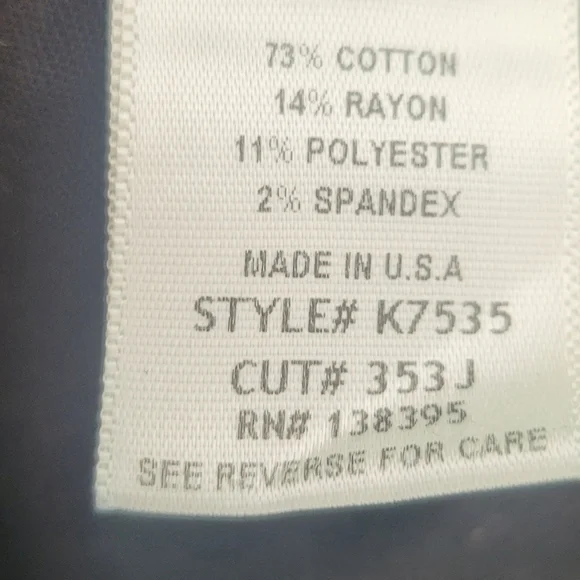 73% COTTON
14% RAYON
11% POLYESTER
2% SPANDEX
MADE IN U.S.A
STYLE# K7535
CUT# 353J
RN# 138395
SEE REVERSE FOR CARE